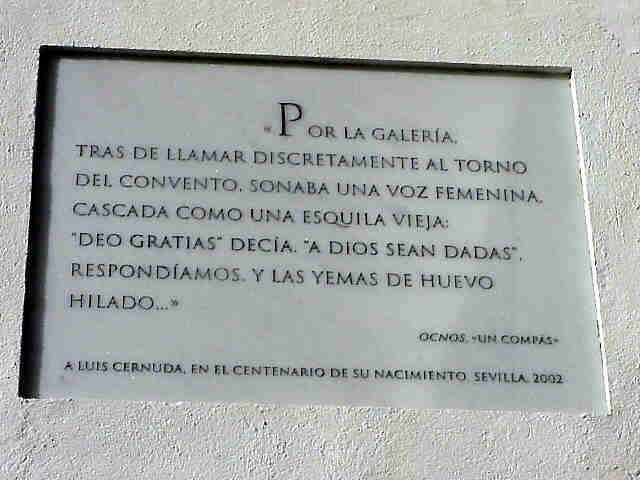 « POR LA GALERÍA,
TRAS DE LLAMAR DISCRETAMENTE AL TORNO
DEL CONVENTO, SONABA UNA VOZ FEMENINA,
CASCADA COMO UNA ESQUILA VIEJA:
"DEO GRATIAS" DECÍA. "A DIOS SEAN DADAS",
RESPONDÍAMOS. Y LAS YEMAS DE HUEVO
HILADO...»
OCNOS, «UN COMPÁS»
A LUIS CERNUDA, EN EL CENTENARIO DE SU NACIMIENTO. SEVILLA, 2002